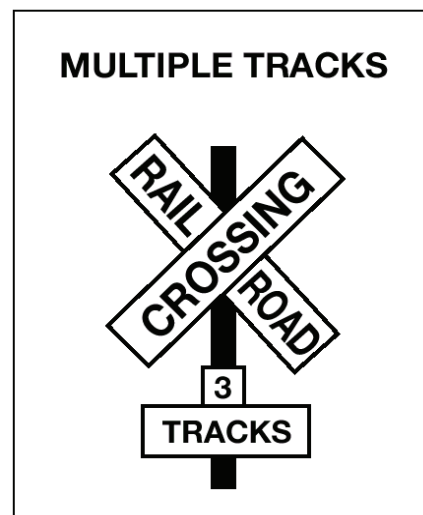 MULTIPLE TRACKS
RAIL
CROSSING
ROAD
3
TRACKS